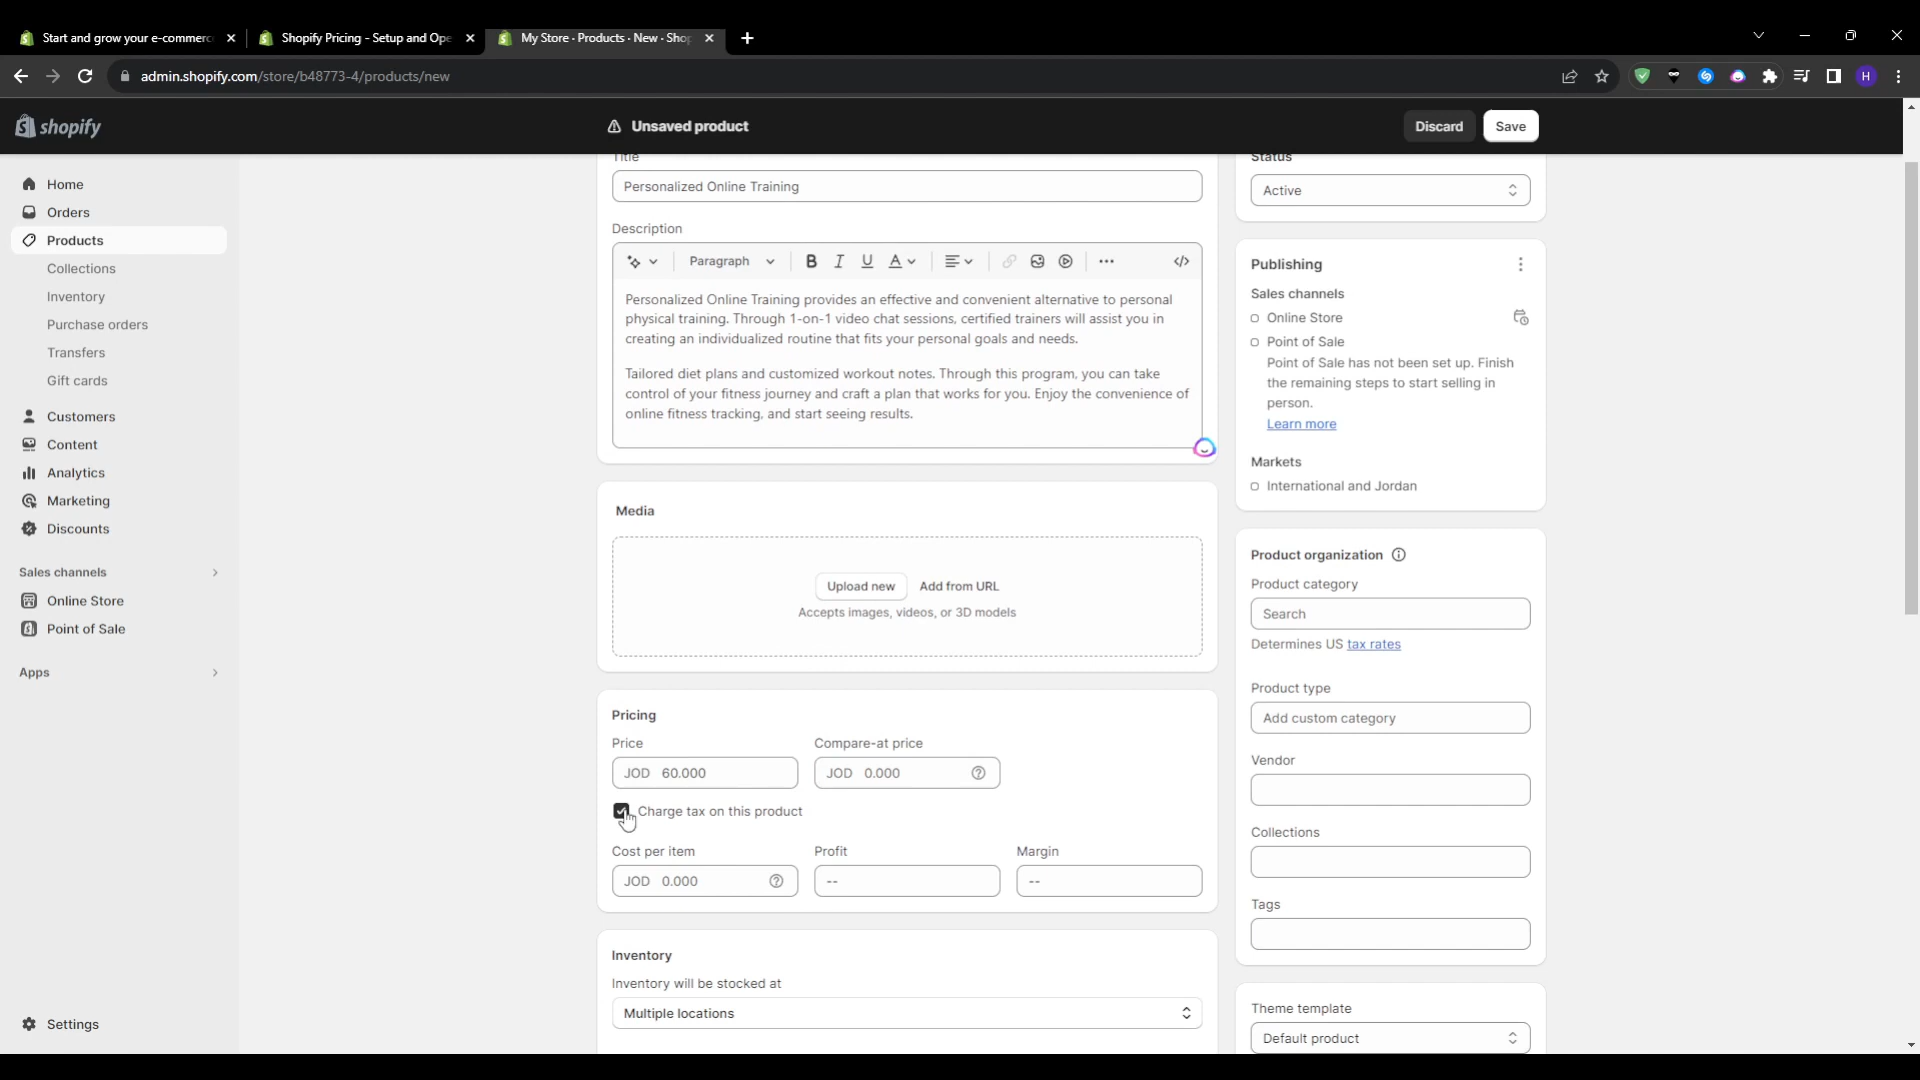 Start and grow your e-commerc
Shopify Pricing - Setup and Ope
My Store · Products · New · Shop
admin.shopify.com/store/b48773-4/products/new
H
shopify
Unsaved product
Discard
Save
Home
Orders
Products
Collections
Inventory
Purchase orders
Transfers
Gift cards
Customers
Content
Analytics
Marketing
Discounts
Sales channels
Online Store
Point of Sale
Apps
Settings
Title
Personalized Online Training
Description
Paragraph
B I U A
Personalized Online Training provides an effective and convenient alternative to personal
physical training. Through 1-on-1 video chat sessions, certified trainers will assist you in
creating an individualized routine that fits your personal goals and needs.
Tailored diet plans and customized workout notes. Through this program, you can take
control of your fitness journey and craft a plan that works for you. Enjoy the convenience of
online fitness tracking, and start seeing results.
Media
Upload new Add from URL
Accepts images, videos, or 3D models
Pricing
Price Compare-at price
JOD 60.000 JOD 0.000
Charge tax on this product
Cost per item Profit Margin
JOD 0.000 -- --
Inventory
Inventory will be stocked at
Multiple locations
Status
Active
Publishing
Sales channels
Online Store
Point of Sale
Point of Sale has not been set up. Finish
the remaining steps to start selling in
person.
Learn more
Markets
International and Jordan
Product organization
Product category
Search
Determines US tax rates
Product type
Add custom category
Vendor
Collections
Tags
Theme template
Default product